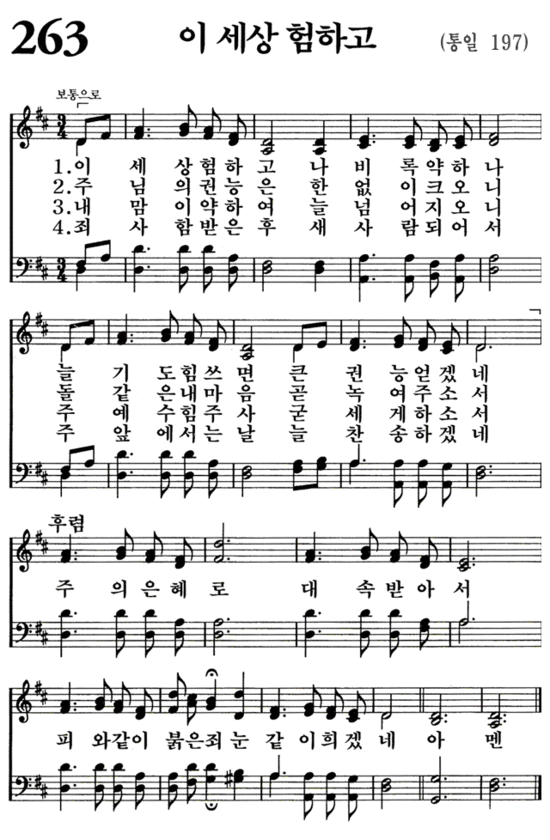 263 이 세상 험하고 (통일 197)
보통으로
3/4
1.이 세 상험하 고 나 비 록약하 나
2.주 님 의권능 은 한 없 이크오 니
3.내 맘 이약하 여 늘 넘 어지오 니
4.죄 사 함받은 후 새 사 람되어 서
3/4
늘 기 도힘쓰 면 큰 권 능얻겠 네
돌 같 은내마 음 곧 녹 여주소 서
주 예 수힘주 사 굳 세 게하소 서
주 앞 에서는 날 늘 찬 송하겠 네
후렴
주 의은혜 로 대 속받아 서
피 와같이 붉은죄 눈 같 이희겠 네 아 멘